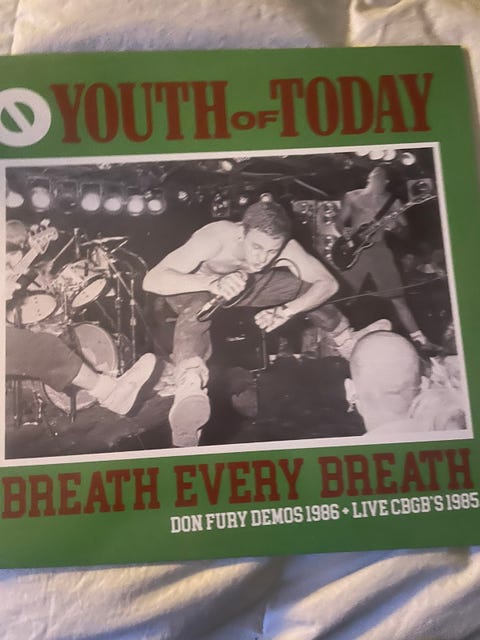 YOUTH OF TODAY
BREATH EVERY BREATH
DON FURY DEMOS 1986 + LIVE CBGB'S 1985